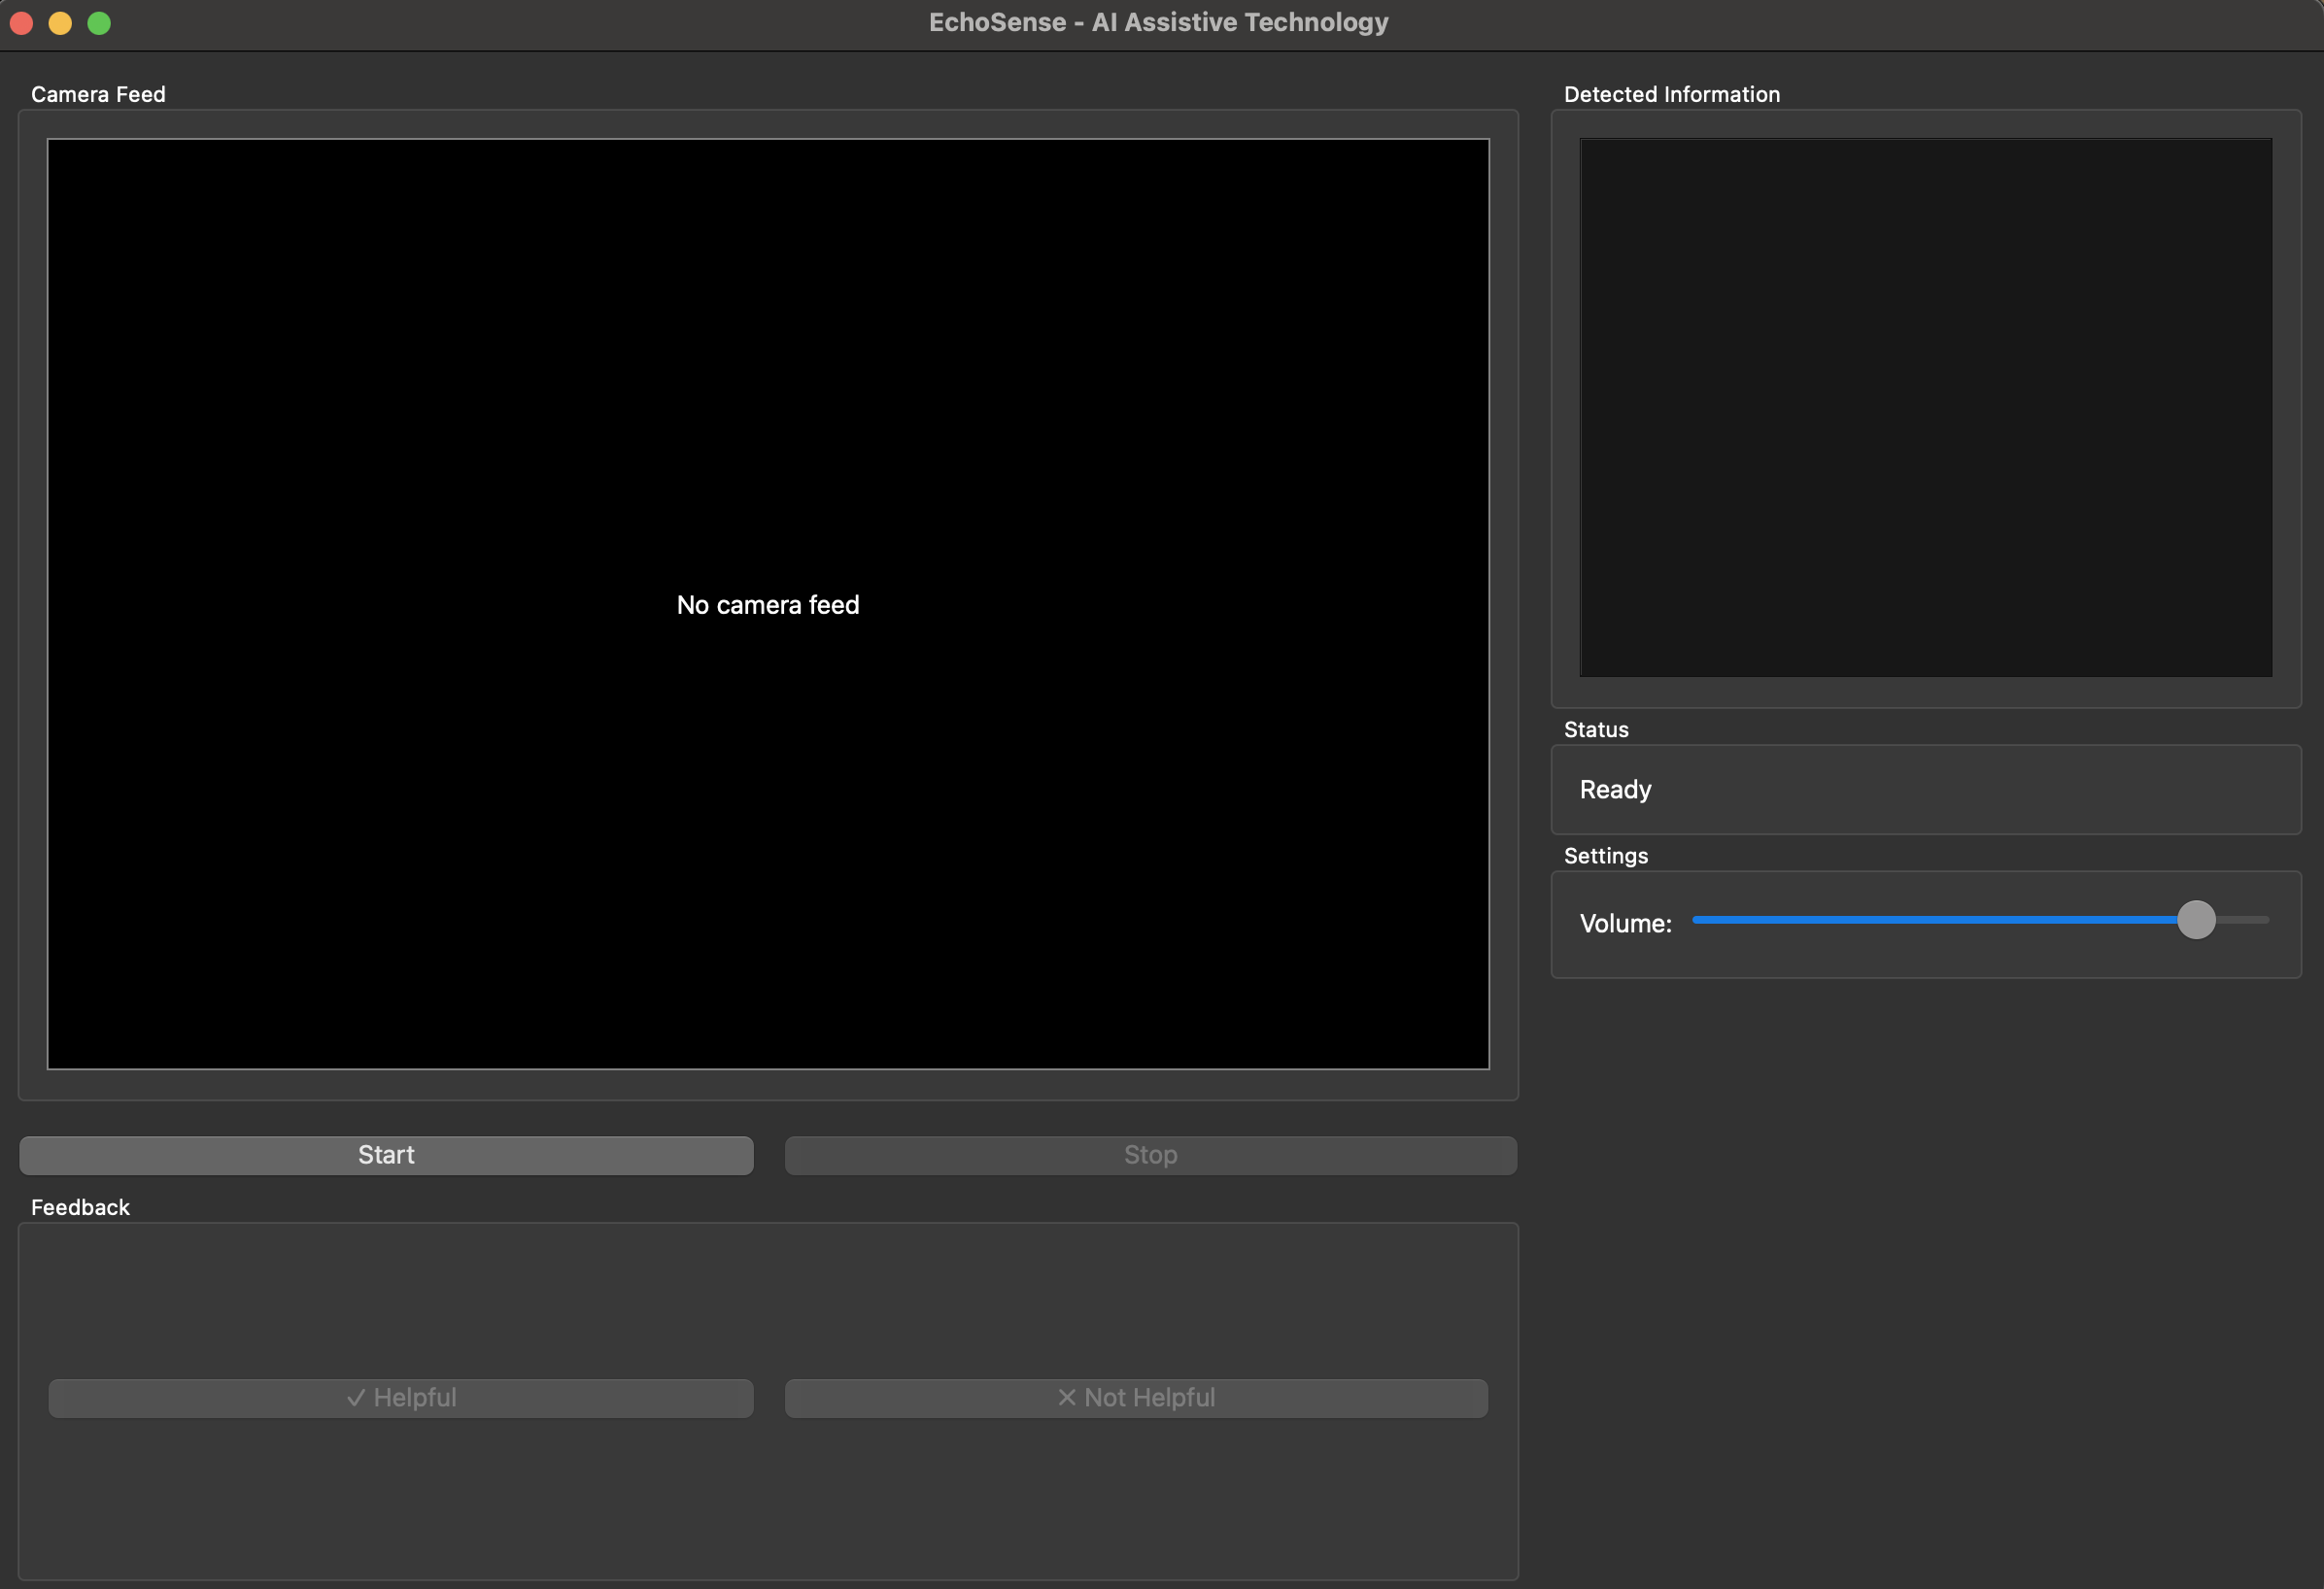 EchoSense - AI Assistive Technology
Camera Feed
No camera feed
Start
Stop
Feedback
✓ Helpful
✕ Not Helpful
Detected Information
Status
Ready
Settings
Volume: